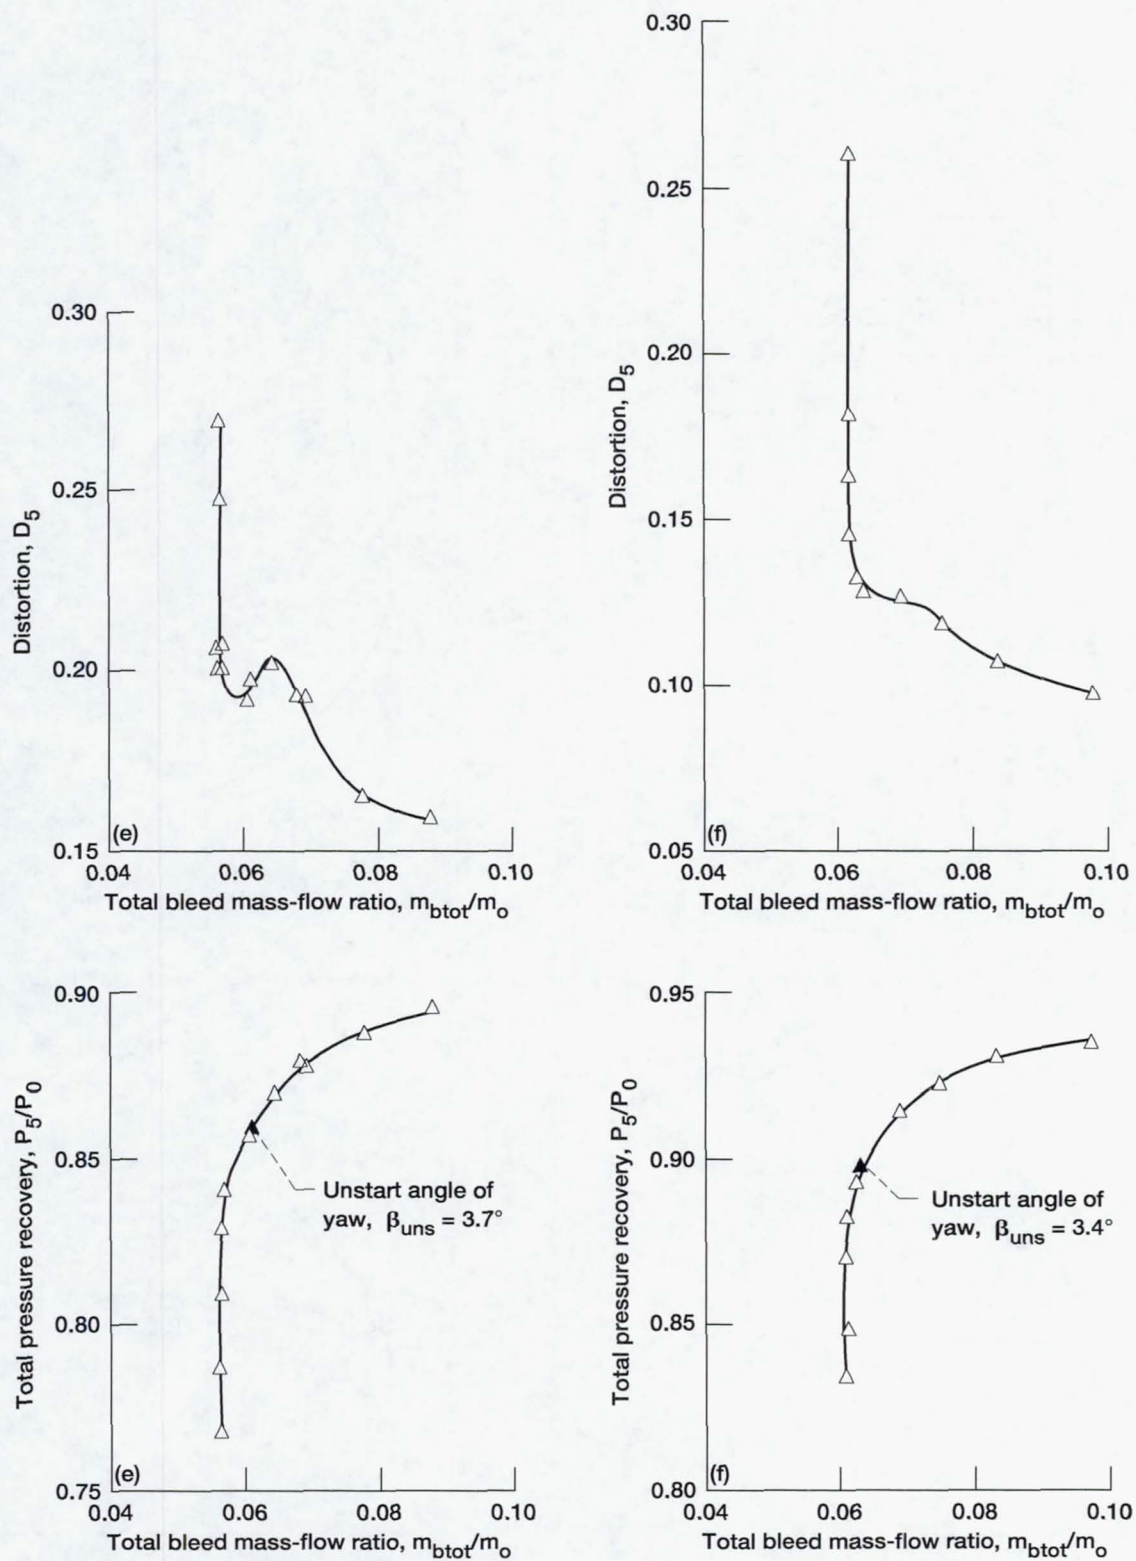 0.30
0.25
0.20
0.15
Distortion, D5
(e)
0.04 0.06 0.08 0.10
Total bleed mass-flow ratio, mbtot/mo
0.30
0.25
0.20
0.15
0.10
0.05
Distortion, D5
(f)
0.04 0.06 0.08 0.10
Total bleed mass-flow ratio, mbtot/mo
0.90
0.85
0.80
0.75
Total pressure recovery, P5/P0
Unstart angle of
yaw, βuns = 3.7°
(e)
0.04 0.06 0.08 0.10
Total bleed mass-flow ratio, mbtot/mo
0.95
0.90
0.85
0.80
Total pressure recovery, P5/P0
Unstart angle of
yaw, βuns = 3.4°
(f)
0.04 0.06 0.08 0.10
Total bleed mass-flow ratio, mbtot/mo